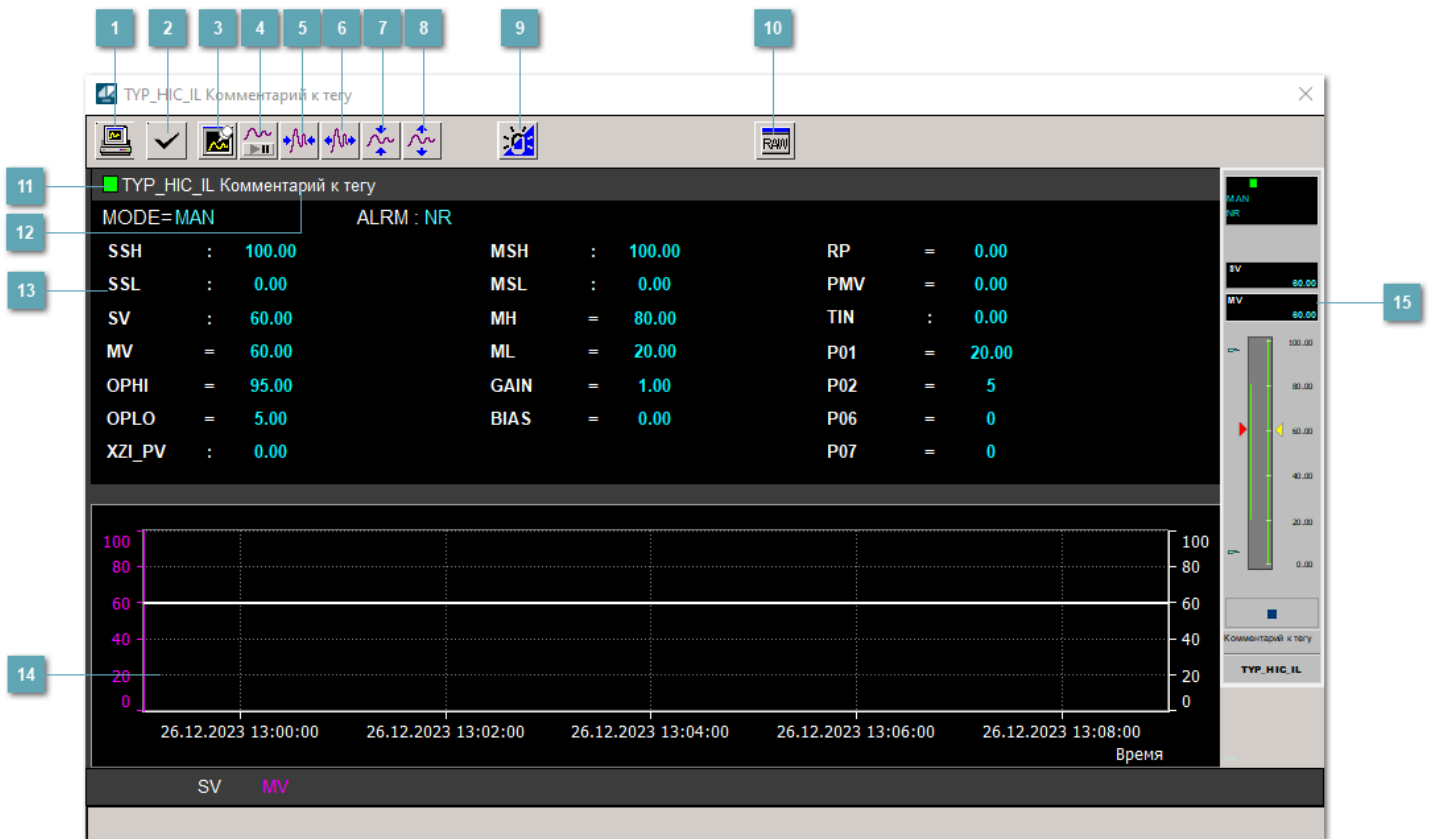 1 2 3 4 5 6 7 8 9 10
TYP_HIC_IL Комментарий к тегу
RAW
11
TYP_HIC_IL Комментарий к тегу
12
MODE=MAN ALRM : NR
SSH : 100.00 MSH : 100.00 RP = 0.00
13
SSL : 0.00 MSL : 0.00 PMV = 0.00
SV : 60.00 MH = 80.00 TIN : 0.00
MV = 60.00 ML = 20.00 P01 = 20.00
OPHI = 95.00 GAIN = 1.00 P02 = 5
OPLO = 5.00 BIAS = 0.00 P06 = 0
XZI_PV : 0.00 P07 = 0
MAN
NR
SV
60.00
MV
60.00
15
100.00
80.00
60.00
40.00
20.00
0.00
Комментарий к тегу
TYP_HIC_IL
14
100 100
80 80
60 60
40 40
20 20
0 0
26.12.2023 13:00:00 26.12.2023 13:02:00 26.12.2023 13:04:00 26.12.2023 13:06:00 26.12.2023 13:08:00
Время
SV MV